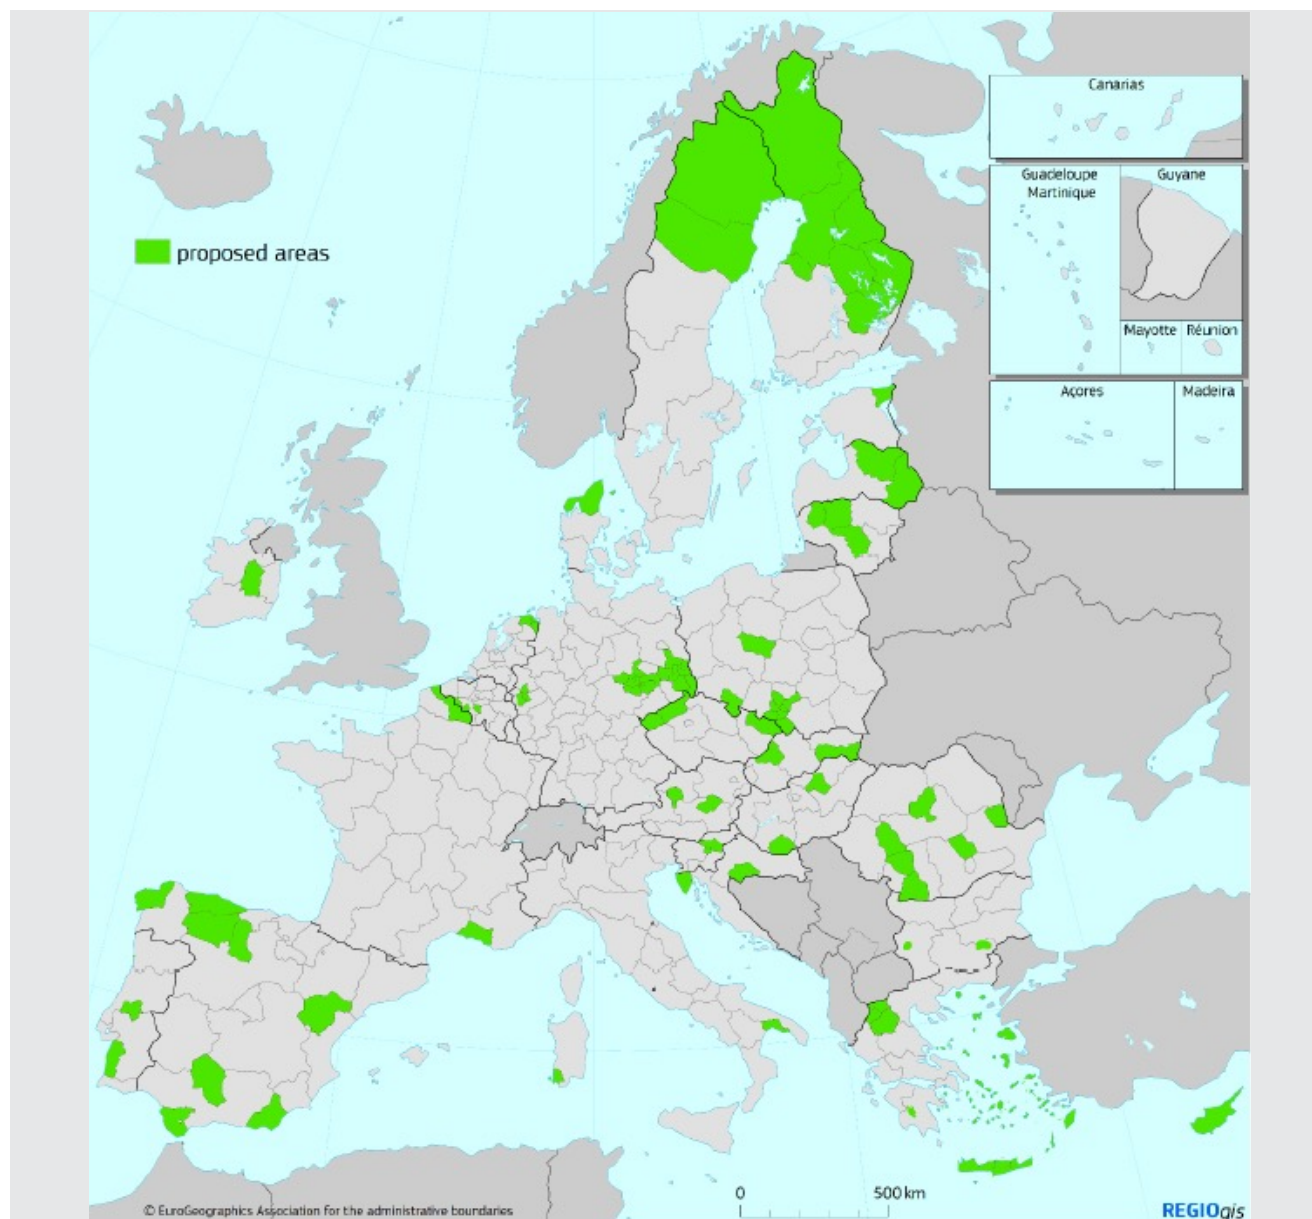 Canarias
Guadeloupe
Martinique
Guyane
Mayotte
Réunion
Açores
Madeira
proposed areas
0
500 km
© EuroGeographics Association for the administrative boundaries
REGIOgis